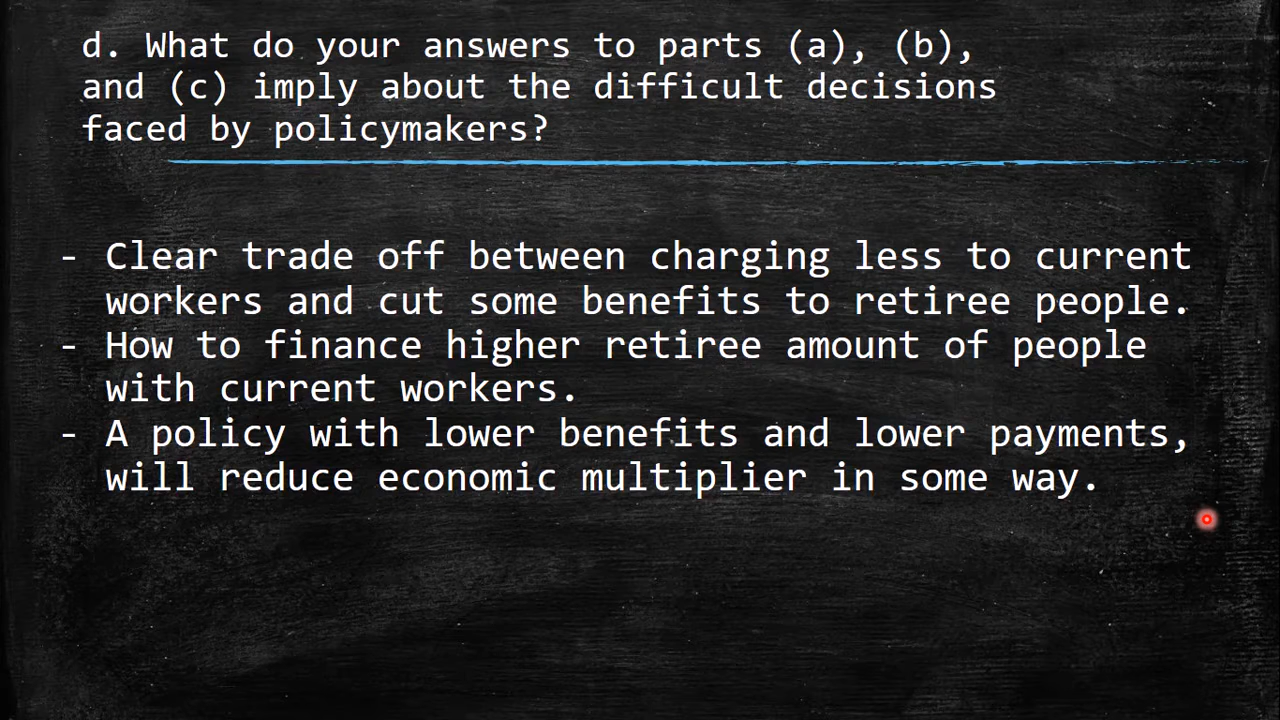 d. What do your answers to parts (a), (b),
and (c) imply about the difficult decisions
faced by policymakers?
- Clear trade off between charging less to current
workers and cut some benefits to retiree people.
- How to finance higher retiree amount of people
with current workers.
- A policy with lower benefits and lower payments,
will reduce economic multiplier in some way.